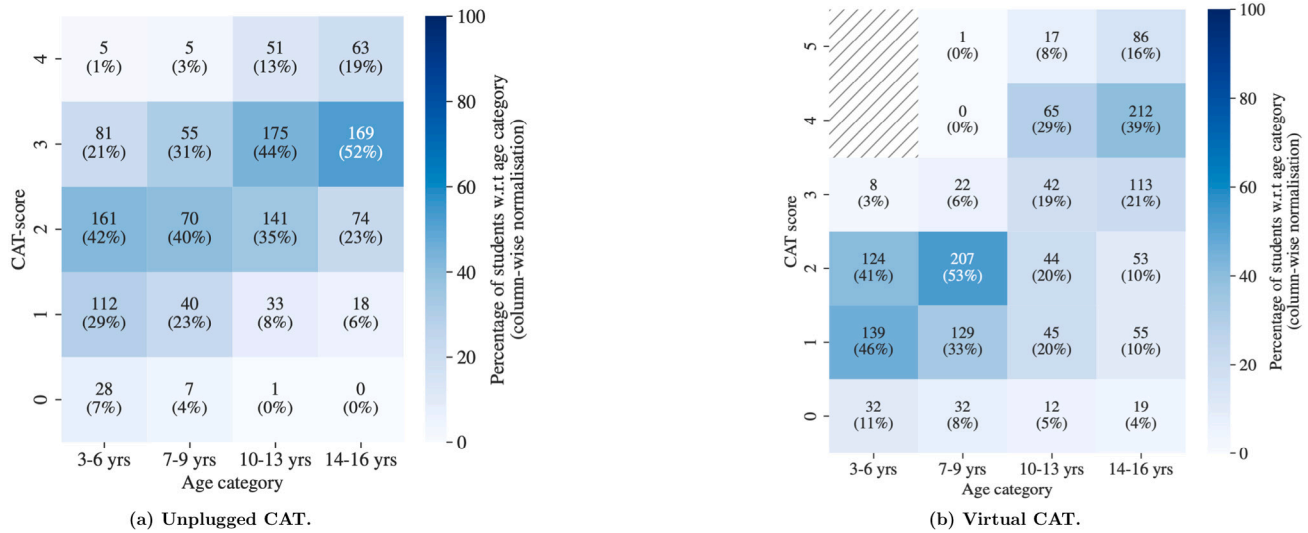 CAT-score
4
5 5 51 63
(1%) (3%) (13%) (19%)
3
81 55 175 169
(21%) (31%) (44%) (52%)
2
161 70 141 74
(42%) (40%) (35%) (23%)
1
112 40 33 18
(29%) (23%) (8%) (6%)
0
28 7 1 0
(7%) (4%) (0%) (0%)
3-6 yrs 7-9 yrs 10-13 yrs 14-16 yrs
Age category
100
80
60
40
20
0
Percentage of students w.r.t age category
(column-wise normalisation)
(a) Unplugged CAT.
CAT score
5
1 17 86
(0%) (8%) (16%)
4
0 65 212
(0%) (29%) (39%)
3
8 22 42 113
(3%) (6%) (19%) (21%)
2
124 207 44 53
(41%) (53%) (20%) (10%)
1
139 129 45 55
(46%) (33%) (20%) (10%)
0
32 32 12 19
(11%) (8%) (5%) (4%)
3-6 yrs 7-9 yrs 10-13 yrs 14-16 yrs
Age category
100
80
60
40
20
0
Percentage of students w.r.t age category
(column-wise normalisation)
(b) Virtual CAT.